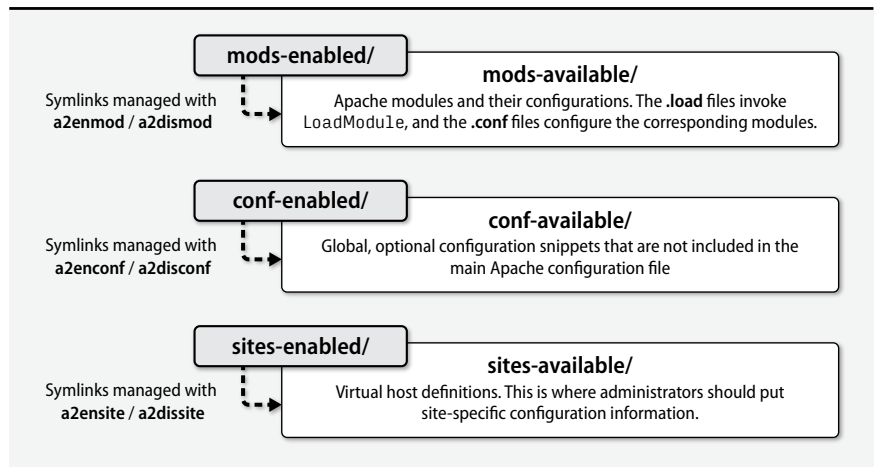 mods-enabled/
mods-available/
Symlinks managed with
a2enmod / a2dismod
Apache modules and their configurations. The .load files invoke
LoadModule, and the .conf files configure the corresponding modules.
conf-enabled/
conf-available/
Symlinks managed with
a2enconf / a2disconf
Global, optional configuration snippets that are not included in the
main Apache configuration file
sites-enabled/
sites-available/
Symlinks managed with
a2ensite / a2dissite
Virtual host definitions. This is where administrators should put
site-specific configuration information.